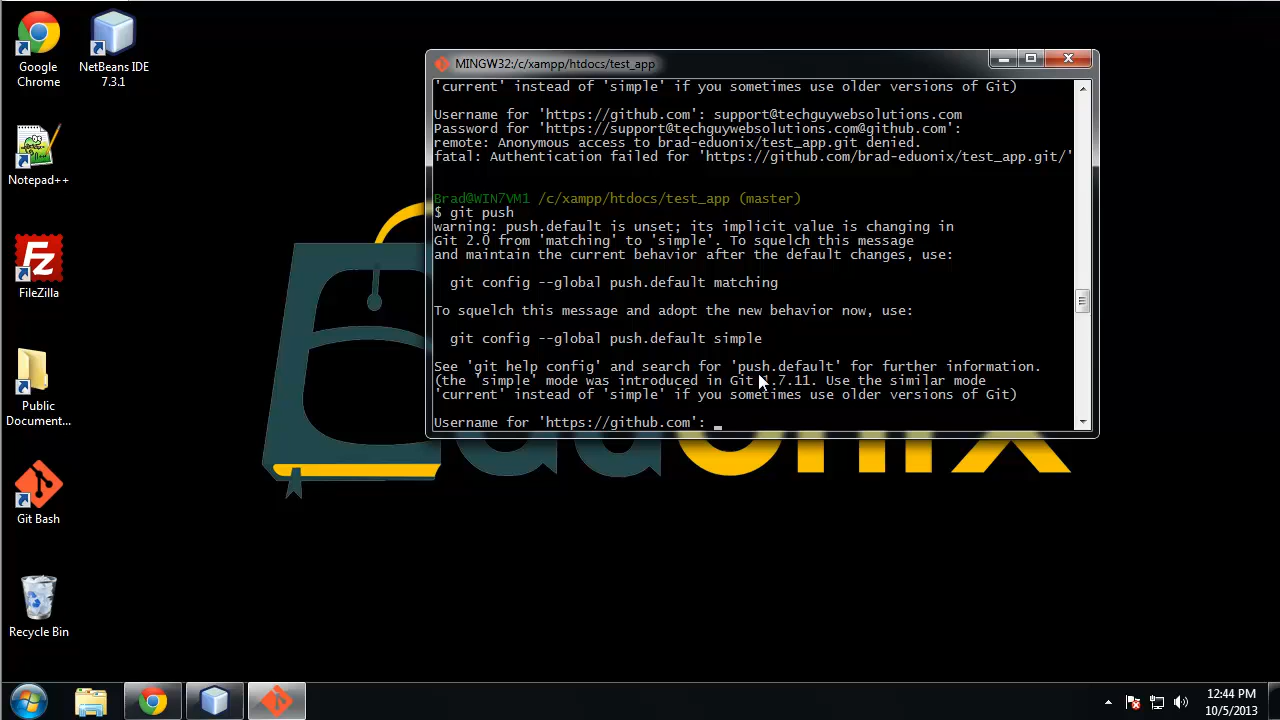 Google
Chrome
NetBeans IDE
7.3.1
Notepad++
FileZilla
Public
Document...
Git Bash
Recycle Bin
MINGW32:/c/xampp/htdocs/test_app
'current' instead of 'simple' if you sometimes use older versions of Git)
Username for 'https://github.com': support@techguywebsolutions.com
Password for 'https://support@techguywebsolutions.com@github.com':
remote: Anonymous access to brad-eduonix/test_app.git denied.
fatal: Authentication failed for 'https://github.com/brad-eduonix/test_app.git/'
Brad@WIN7VM1 /c/xampp/htdocs/test_app (master)
$ git push
warning: push.default is unset; its implicit value is changing in
Git 2.0 from 'matching' to 'simple'. To squelch this message
and maintain the current behavior after the default changes, use:
git config --global push.default matching
To squelch this message and adopt the new behavior now, use:
git config --global push.default simple
See 'git help config' and search for 'push.default' for further information.
(the 'simple' mode was introduced in Git 1.7.11. Use the similar mode
'current' instead of 'simple' if you sometimes use older versions of Git)
Username for 'https://github.com':
Eduonix
12:44 PM
10/5/2013